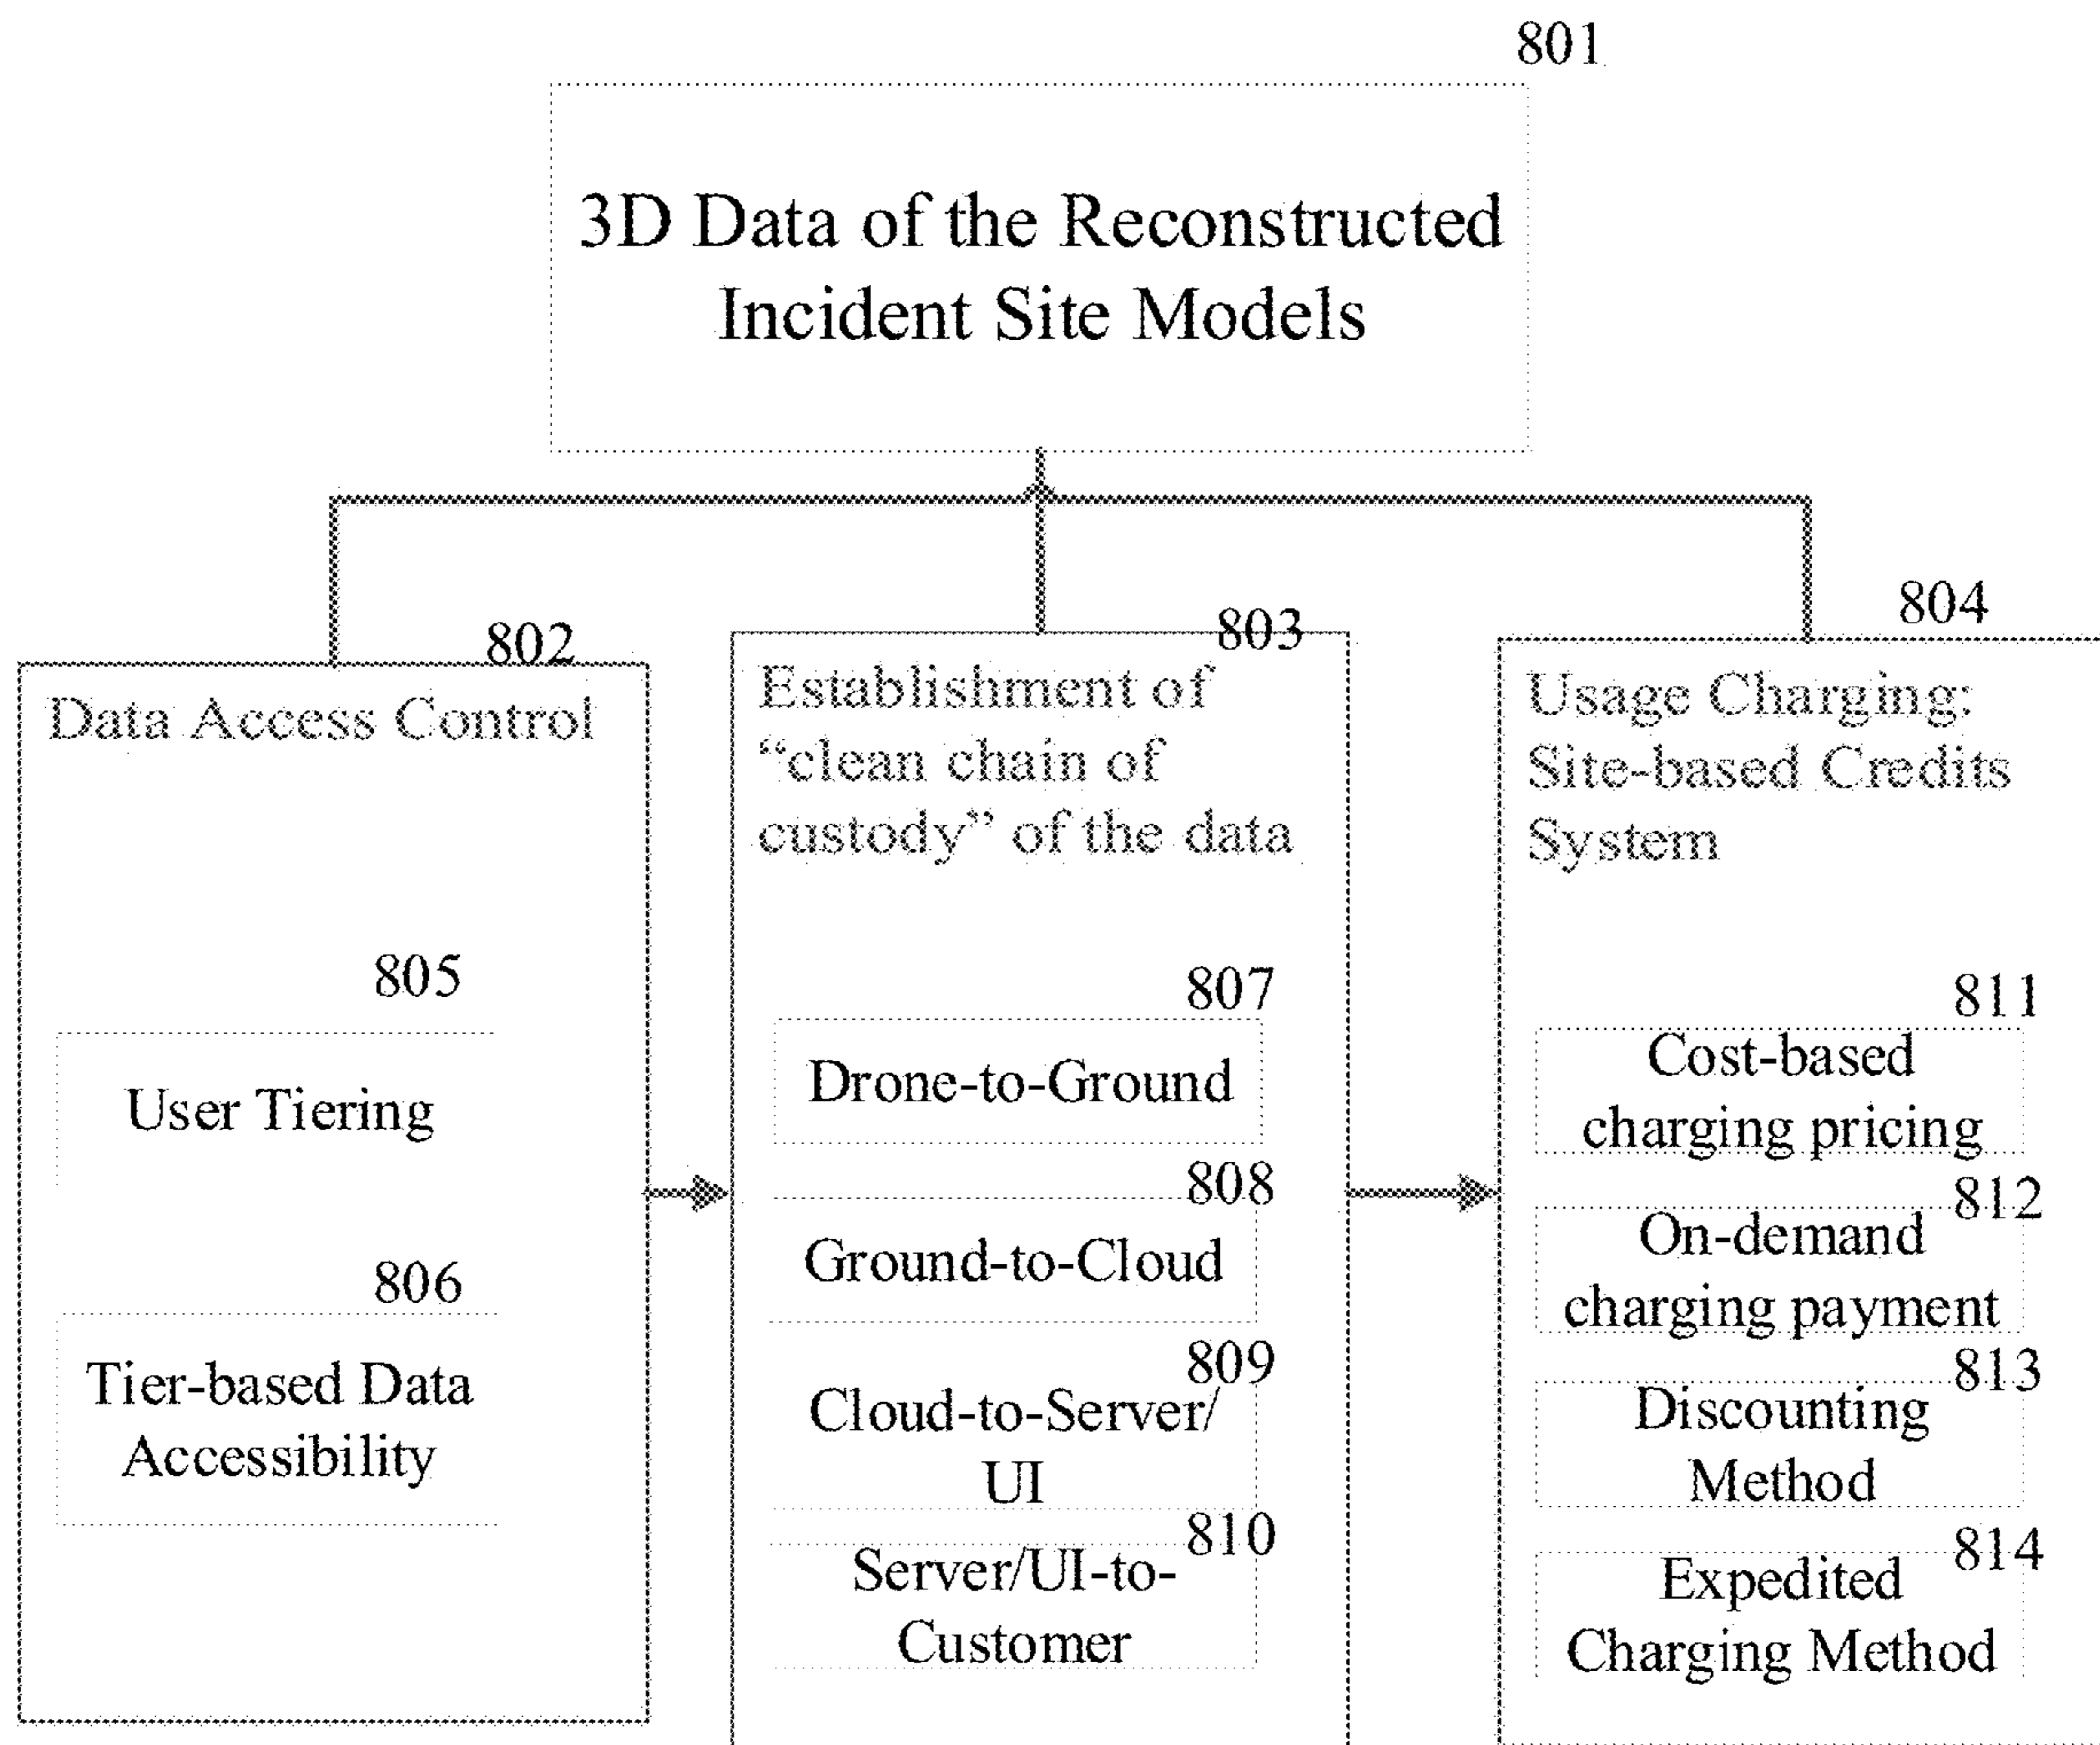 801
3D Data of the Reconstructed
Incident Site Models
802
Data Access Control
805
User Tiering
806
Tier-based Data
Accessibility
803
Establishment of
“clean chain of
custody” of the data
807
Drone-to-Ground
808
Ground-to-Cloud
809
Cloud-to-Server/
UI
810
Server/UI-to-
Customer
804
Usage Charging:
Site-based Credits
System
811
Cost-based
charging pricing
812
On-demand
charging payment
813
Discounting
Method
814
Expedited
Charging Method